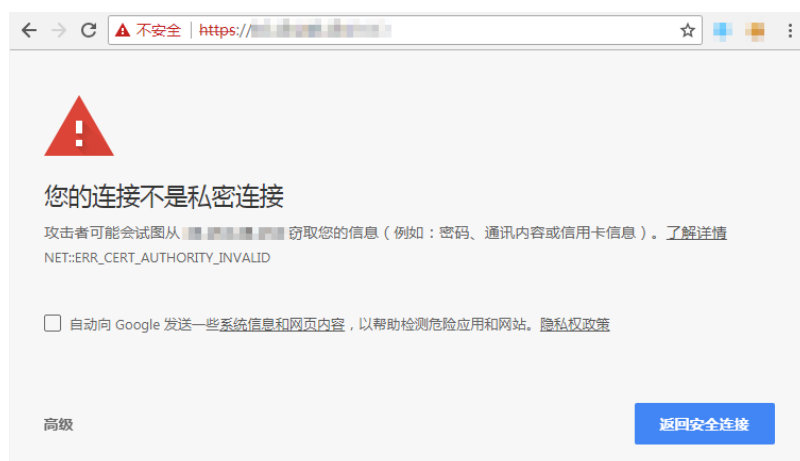 不安全 | https://
您的连接不是私密连接
攻击者可能会试图从 窃取您的信息（例如：密码、通讯内容或信用卡信息）。了解详情
NET::ERR_CERT_AUTHORITY_INVALID
自动向 Google 发送一些系统信息和网页内容，以帮助检测危险应用和网站。隐私权政策
高级
返回安全连接